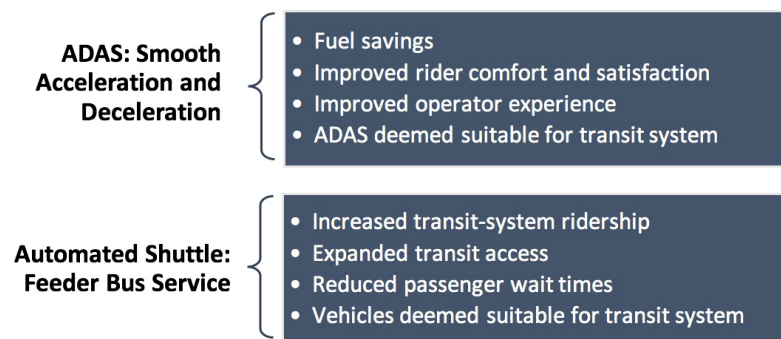 ADAS: Smooth
Acceleration and
Deceleration
• Fuel savings
• Improved rider comfort and satisfaction
• Improved operator experience
• ADAS deemed suitable for transit system
Automated Shuttle:
Feeder Bus Service
• Increased transit-system ridership
• Expanded transit access
• Reduced passenger wait times
• Vehicles deemed suitable for transit system